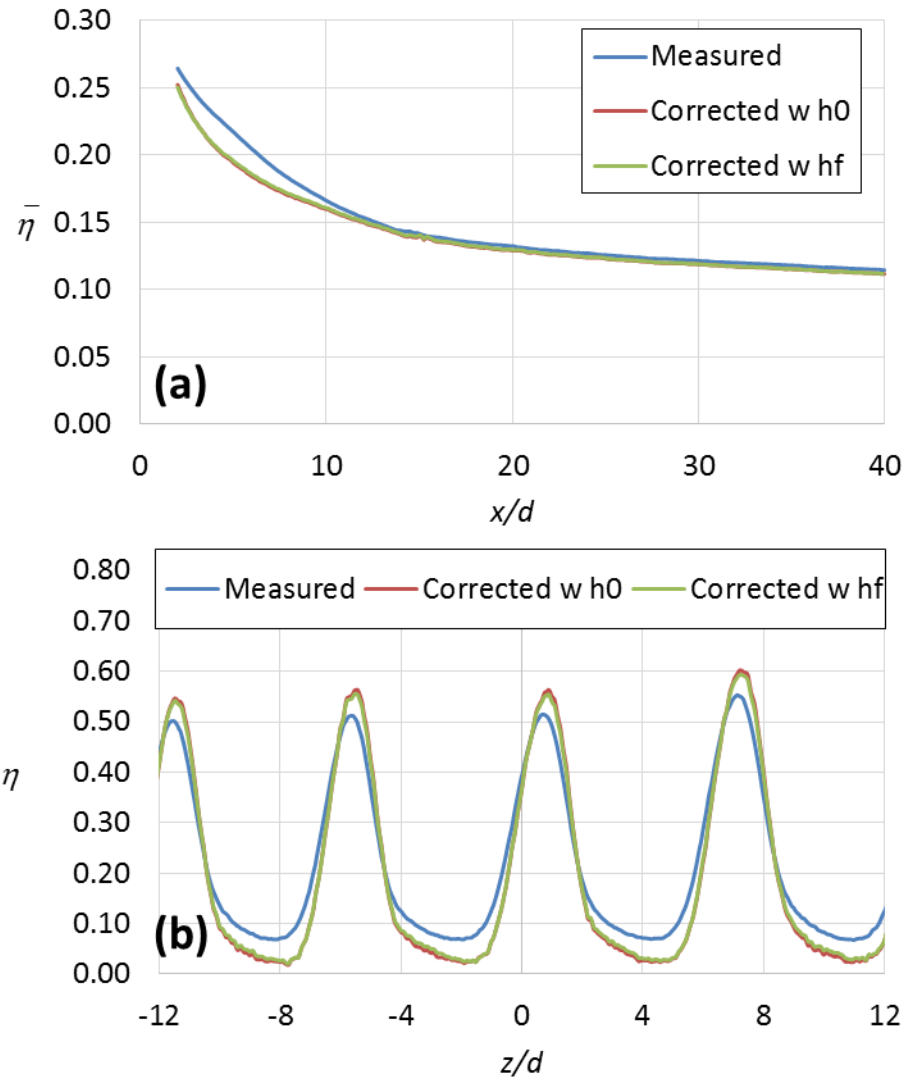 0.30
Measured
0.25
Corrected w h0
0.20
Corrected w hf
η̅
0.15
0.10
0.05
(a)
0.00
0 10 20 30 40
x/d
0.80
Measured Corrected w h0 Corrected w hf
0.70
0.60
0.50
η
0.40
0.30
0.20
0.10
(b)
0.00
-12 -8 -4 0 4 8 12
z/d